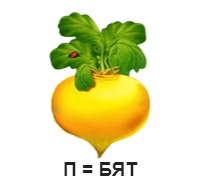 П = БЯТ